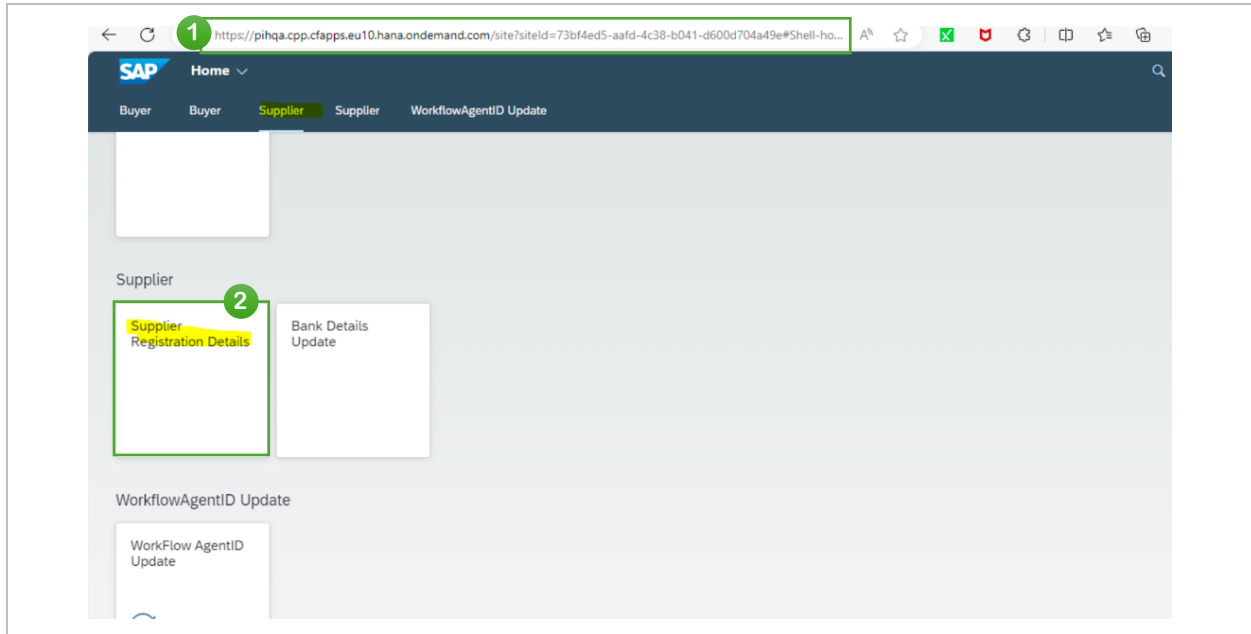 1
https://pihqa.cpp.cfapps.eu10.hana.ondemand.com/site?siteId=73bf4ed5-aafd-4c38-b041-d600d704a49e#Shell-ho...
A
SAP Home
Buyer Buyer Supplier Supplier WorkflowAgentID Update
Supplier
2
Supplier
Registration Details
Bank Details
Update
WorkflowAgentID Update
WorkFlow AgentID
Update